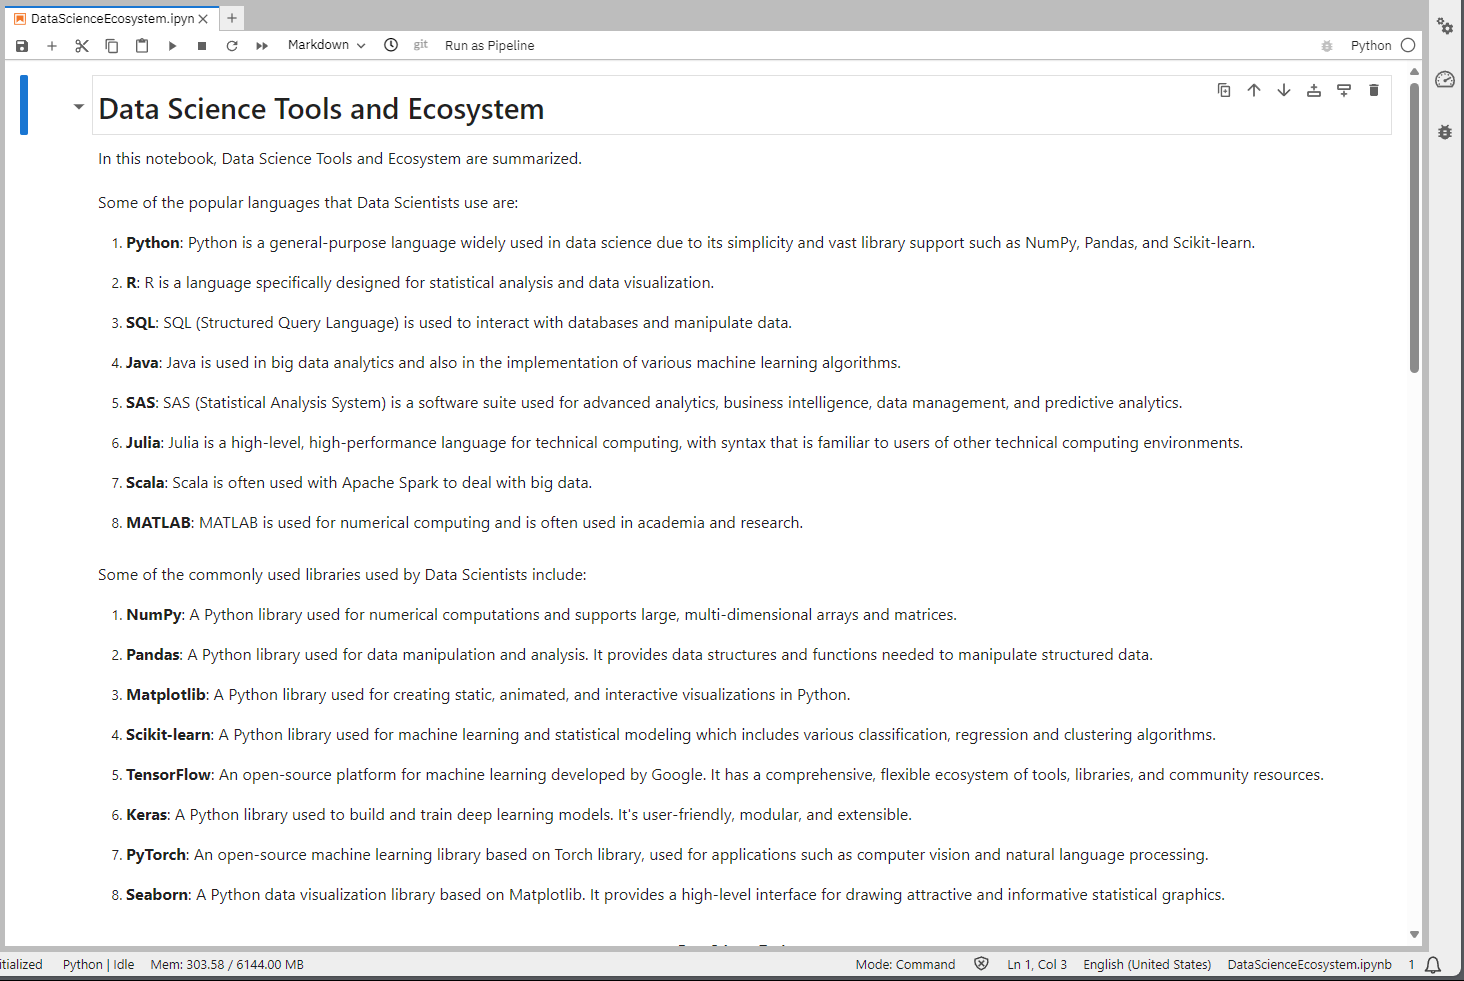 DataScienceEcosystem.ipyn
Markdown
git
Run as Pipeline
Python
Data Science Tools and Ecosystem
In this notebook, Data Science Tools and Ecosystem are summarized.
Some of the popular languages that Data Scientists use are:
1. Python: Python is a general-purpose language widely used in data science due to its simplicity and vast library support such as NumPy, Pandas, and Scikit-learn.
2. R: R is a language specifically designed for statistical analysis and data visualization.
3. SQL: SQL (Structured Query Language) is used to interact with databases and manipulate data.
4. Java: Java is used in big data analytics and also in the implementation of various machine learning algorithms.
5. SAS: SAS (Statistical Analysis System) is a software suite used for advanced analytics, business intelligence, data management, and predictive analytics.
6. Julia: Julia is a high-level, high-performance language for technical computing, with syntax that is familiar to users of other technical computing environments.
7. Scala: Scala is often used with Apache Spark to deal with big data.
8. MATLAB: MATLAB is used for numerical computing and is often used in academia and research.
Some of the commonly used libraries used by Data Scientists include:
1. NumPy: A Python library used for numerical computations and supports large, multi-dimensional arrays and matrices.
2. Pandas: A Python library used for data manipulation and analysis. It provides data structures and functions needed to manipulate structured data.
3. Matplotlib: A Python library used for creating static, animated, and interactive visualizations in Python.
4. Scikit-learn: A Python library used for machine learning and statistical modeling which includes various classification, regression and clustering algorithms.
5. TensorFlow: An open-source platform for machine learning developed by Google. It has a comprehensive, flexible ecosystem of tools, libraries, and community resources.
6. Keras: A Python library used to build and train deep learning models. It's user-friendly, modular, and extensible.
7. PyTorch: An open-source machine learning library based on Torch library, used for applications such as computer vision and natural language processing.
8. Seaborn: A Python data visualization library based on Matplotlib. It provides a high-level interface for drawing attractive and informative statistical graphics.
itialized
Python | Idle
Mem: 303.58 / 6144.00 MB
Mode: Command
Ln 1, Col 3
English (United States)
DataScienceEcosystem.ipynb
1